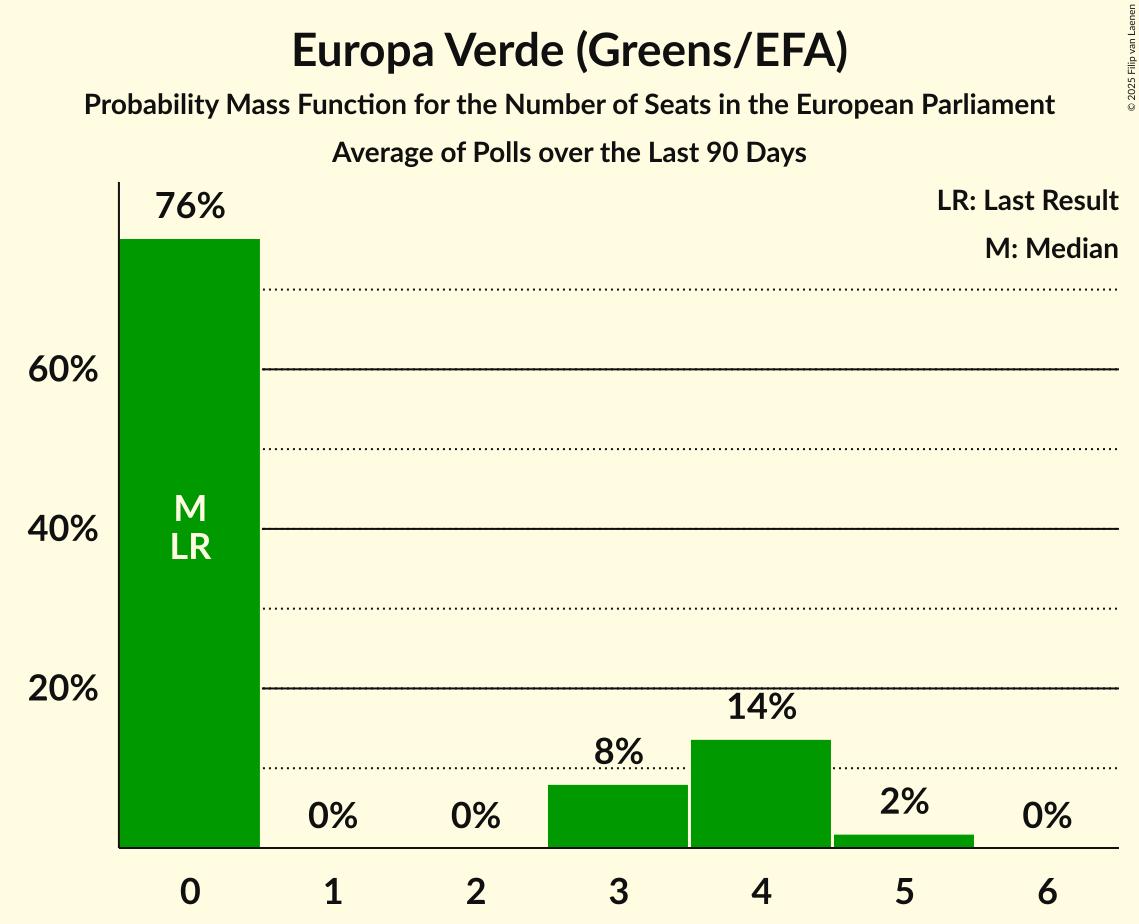 Europa Verde (Greens/EFA)
Probability Mass Function for the Number of Seats in the European Parliament
Average of Polls over the Last 90 Days
© 2025 Filip van Laenen
LR: Last Result
M: Median
76%
60%
40%
20%
M
LR
0%
0%
8%
14%
2%
0%
0 1 2 3 4 5 6